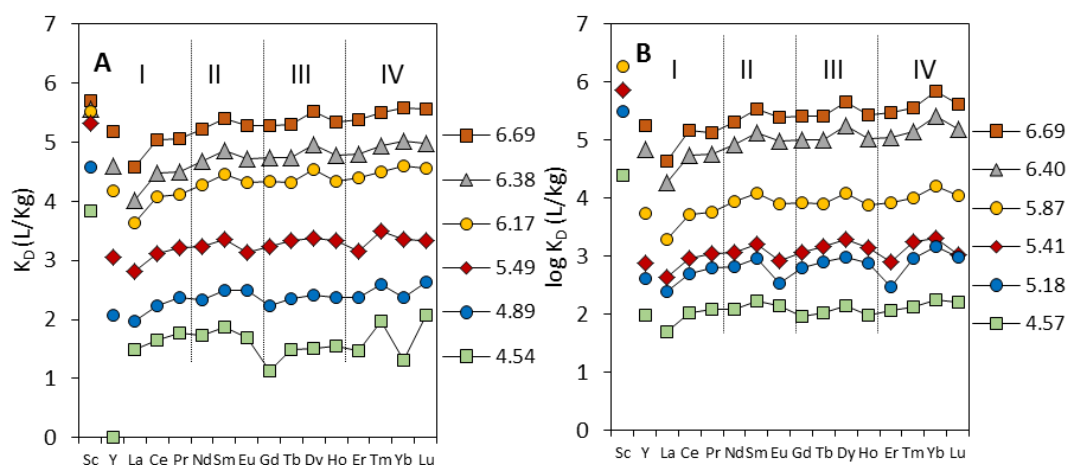 A
I
II
III
IV
7
6
5
4
3
2
1
0
K_D (L/Kg)
Sc Y La Ce Pr Nd Sm Eu Gd Tb Dy Ho Er Tm Yb Lu
6.69
6.38
6.17
5.49
4.89
4.54
B
I
II
III
IV
7
6
5
4
3
2
1
0
log K_D (L/kg)
Sc Y La Ce Pr Nd Sm Eu Gd Tb Dy Ho Er Tm Yb Lu
6.69
6.40
5.87
5.41
5.18
4.57